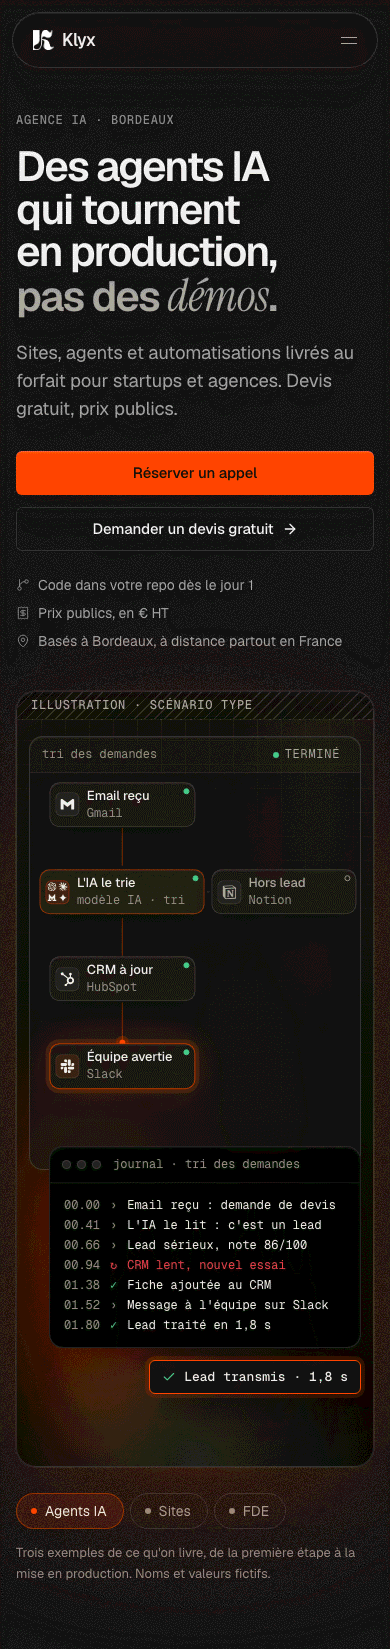 Klyx
AGENCE IA · BORDEAUX
Des agents IA
qui tournent
en production,
pas des démos.
Sites, agents et automatisations livrés au
forfait pour startups et agences. Devis
gratuit, prix publics.
Réserver un appel
Demander un devis gratuit →
Code dans votre repo dès le jour 1
Prix publics, en € HT
Basés à Bordeaux, à distance partout en France
ILLUSTRATION · SCÉNARIO TYPE
tri des demandes
TERMINÉ
Email reçu
Gmail
L'IA le trie
modèle IA · tri
Hors lead
Notion
CRM à jour
HubSpot
Équipe avertie
Slack
journal · tri des demandes
00.00 › Email reçu : demande de devis
00.41 › L'IA le lit : c'est un lead
00.66 › Lead sérieux, note 86/100
00.94 ↻ CRM lent, nouvel essai
01.38 ✓ Fiche ajoutée au CRM
01.52 › Message à l'équipe sur Slack
01.80 ✓ Lead traité en 1,8 s
✓ Lead transmis · 1,8 s
Agents IA
Sites
FDE
Trois exemples de ce qu'on livre, de la première étape à la
mise en production. Noms et valeurs fictifs.